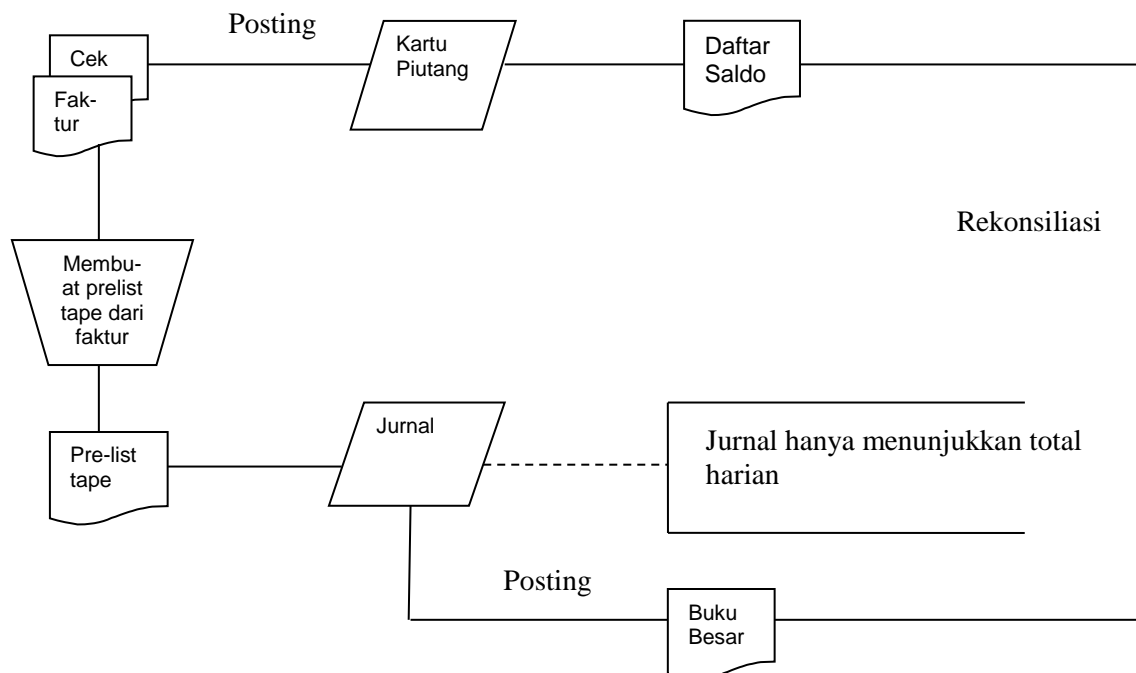 Posting
Cek
Kartu
Piutang
Daftar
Saldo
Fak-
tur
Rekonsiliasi
Membu-
at prelist
tape dari
faktur
Jurnal
Jurnal hanya menunjukkan total
harian
Pre-list
tape
Posting
Buku
Besar